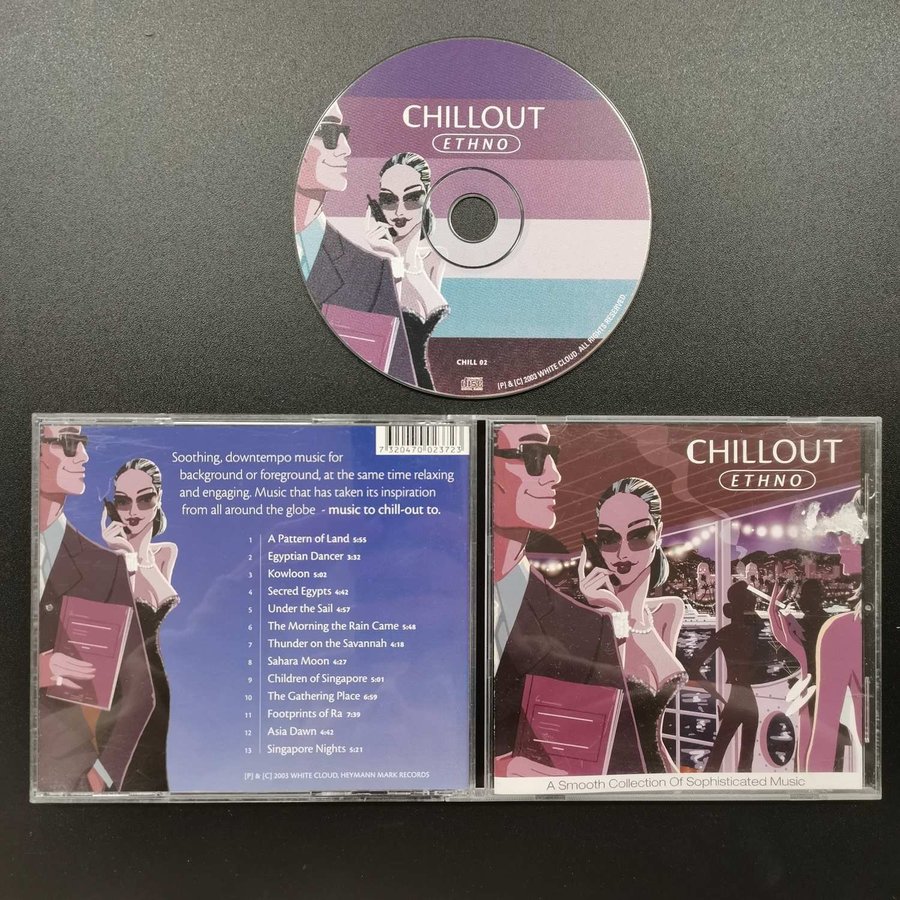 CHILLOUT
ETHNO
CHILL 02
[P] & [C] 2003 WHITE CLOUD. ALL RIGHTS RESERVED.
7 320470 023723
Soothing, downtempo music for
background or foreground, at the same time relaxing
and engaging. Music that has taken its inspiration
from all around the globe - music to chill-out to.
1 A Pattern of Land 5:55
2 Egyptian Dancer 3:32
3 Kowloon 5:02
4 Secred Egypts 4:42
5 Under the Sail 4:57
6 The Morning the Rain Came 5:48
7 Thunder on the Savannah 4:18
8 Sahara Moon 4:27
9 Children of Singapore 5:01
10 The Gathering Place 6:59
11 Footprints of Ra 7:39
12 Asia Dawn 4:42
13 Singapore Nights 5:21
[P] & [C] 2003 WHITE CLOUD, HEYMANN MARK RECORDS
CHILLOUT
ETHNO
A Smooth Collection Of Sophisticated Music